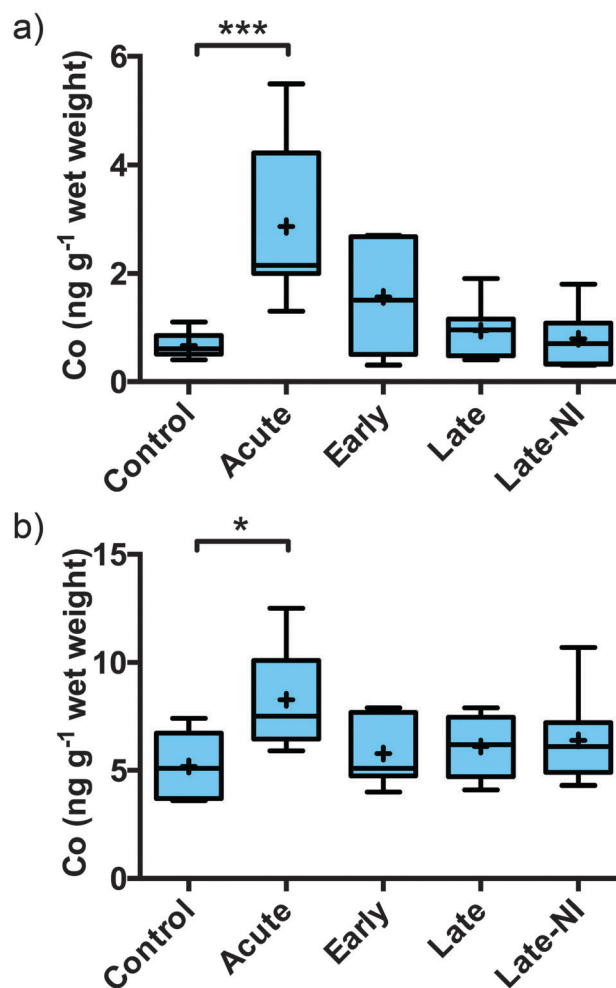 a)
***
Co (ng g-1 wet weight)
6
4
2
0
Control
Acute
Early
Late
Late-NI
b)
*
Co (ng g-1 wet weight)
15
10
5
0
Control
Acute
Early
Late
Late-NI